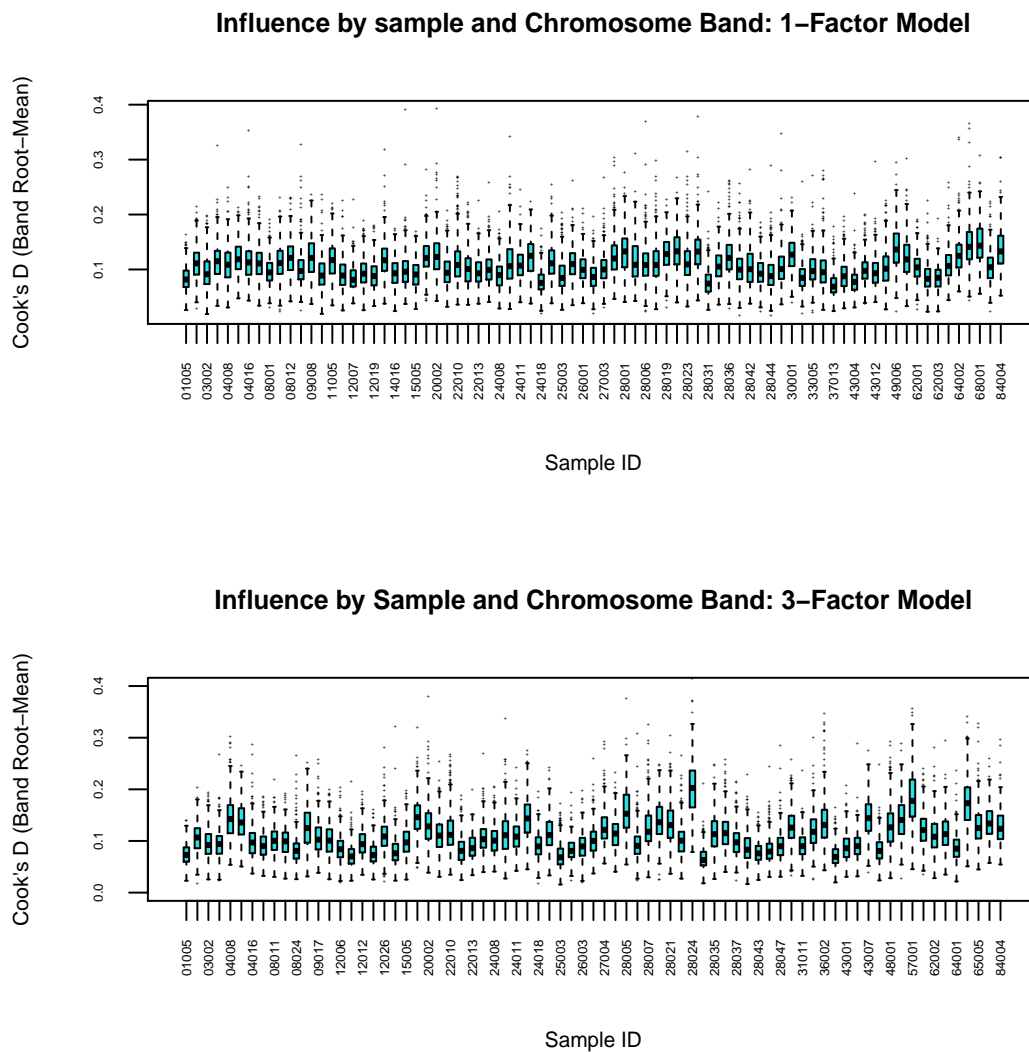 Influence by sample and Chromosome Band: 1−Factor Model
Cook's D (Band Root−Mean)
0.4
0.3
0.2
0.1
01005 03002 04008 04016 08001 08012 09008 11005 12007 12019 14016 15005 20002 22010 22013 24008 24011 24018 25003 26001 27003 28001 28006 28019 28023 28031 28036 28042 28044 30001 33005 37013 43004 43012 49006 62001 62003 64002 68001 84004
Sample ID
Influence by Sample and Chromosome Band: 3−Factor Model
Cook's D (Band Root−Mean)
0.4
0.3
0.2
0.1
0.0
01005 03002 04008 04016 08011 08024 09017 12006 12012 12026 15005 20002 22010 22013 24008 24011 24018 25003 26003 27004 28005 28007 28021 28024 28035 28037 28043 28047 31011 36002 43001 43007 48001 57001 62002 64001 65005 84004
Sample ID